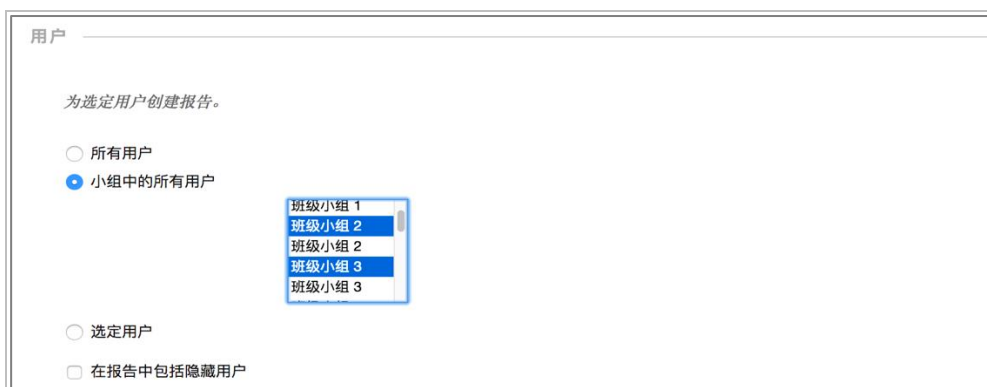 用户
为选定用户创建报告。
所有用户
小组中的所有用户
班级小组 1
班级小组 2
班级小组 2
班级小组 3
班级小组 3
选定用户
在报告中包括隐藏用户